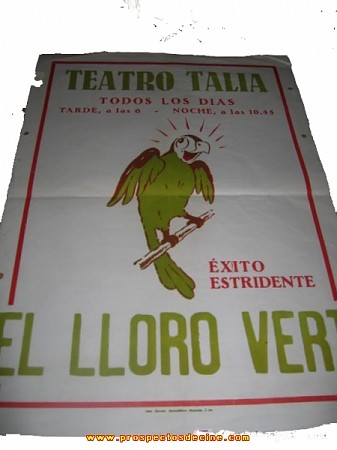 TEATRO TALIA
TODOS LOS DIAS
TARDE, a las 6 - NOCHE, a las 10.45
ÉXITO
ESTRIDENTE
EL LLORO VERT
www.prospectosdecine.com